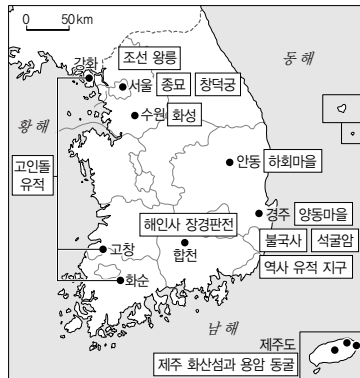 0 50km
조선 왕릉
동해
강화
서울 종묘 창덕궁
수원 화성
황해
고인돌
유적
안동 하회마을
경주 양동마을
해인사 장경판전
불국사 석굴암
합천
역사 유적 지구
고창
화순
남해
제주도
제주 화산섬과 용암 동굴